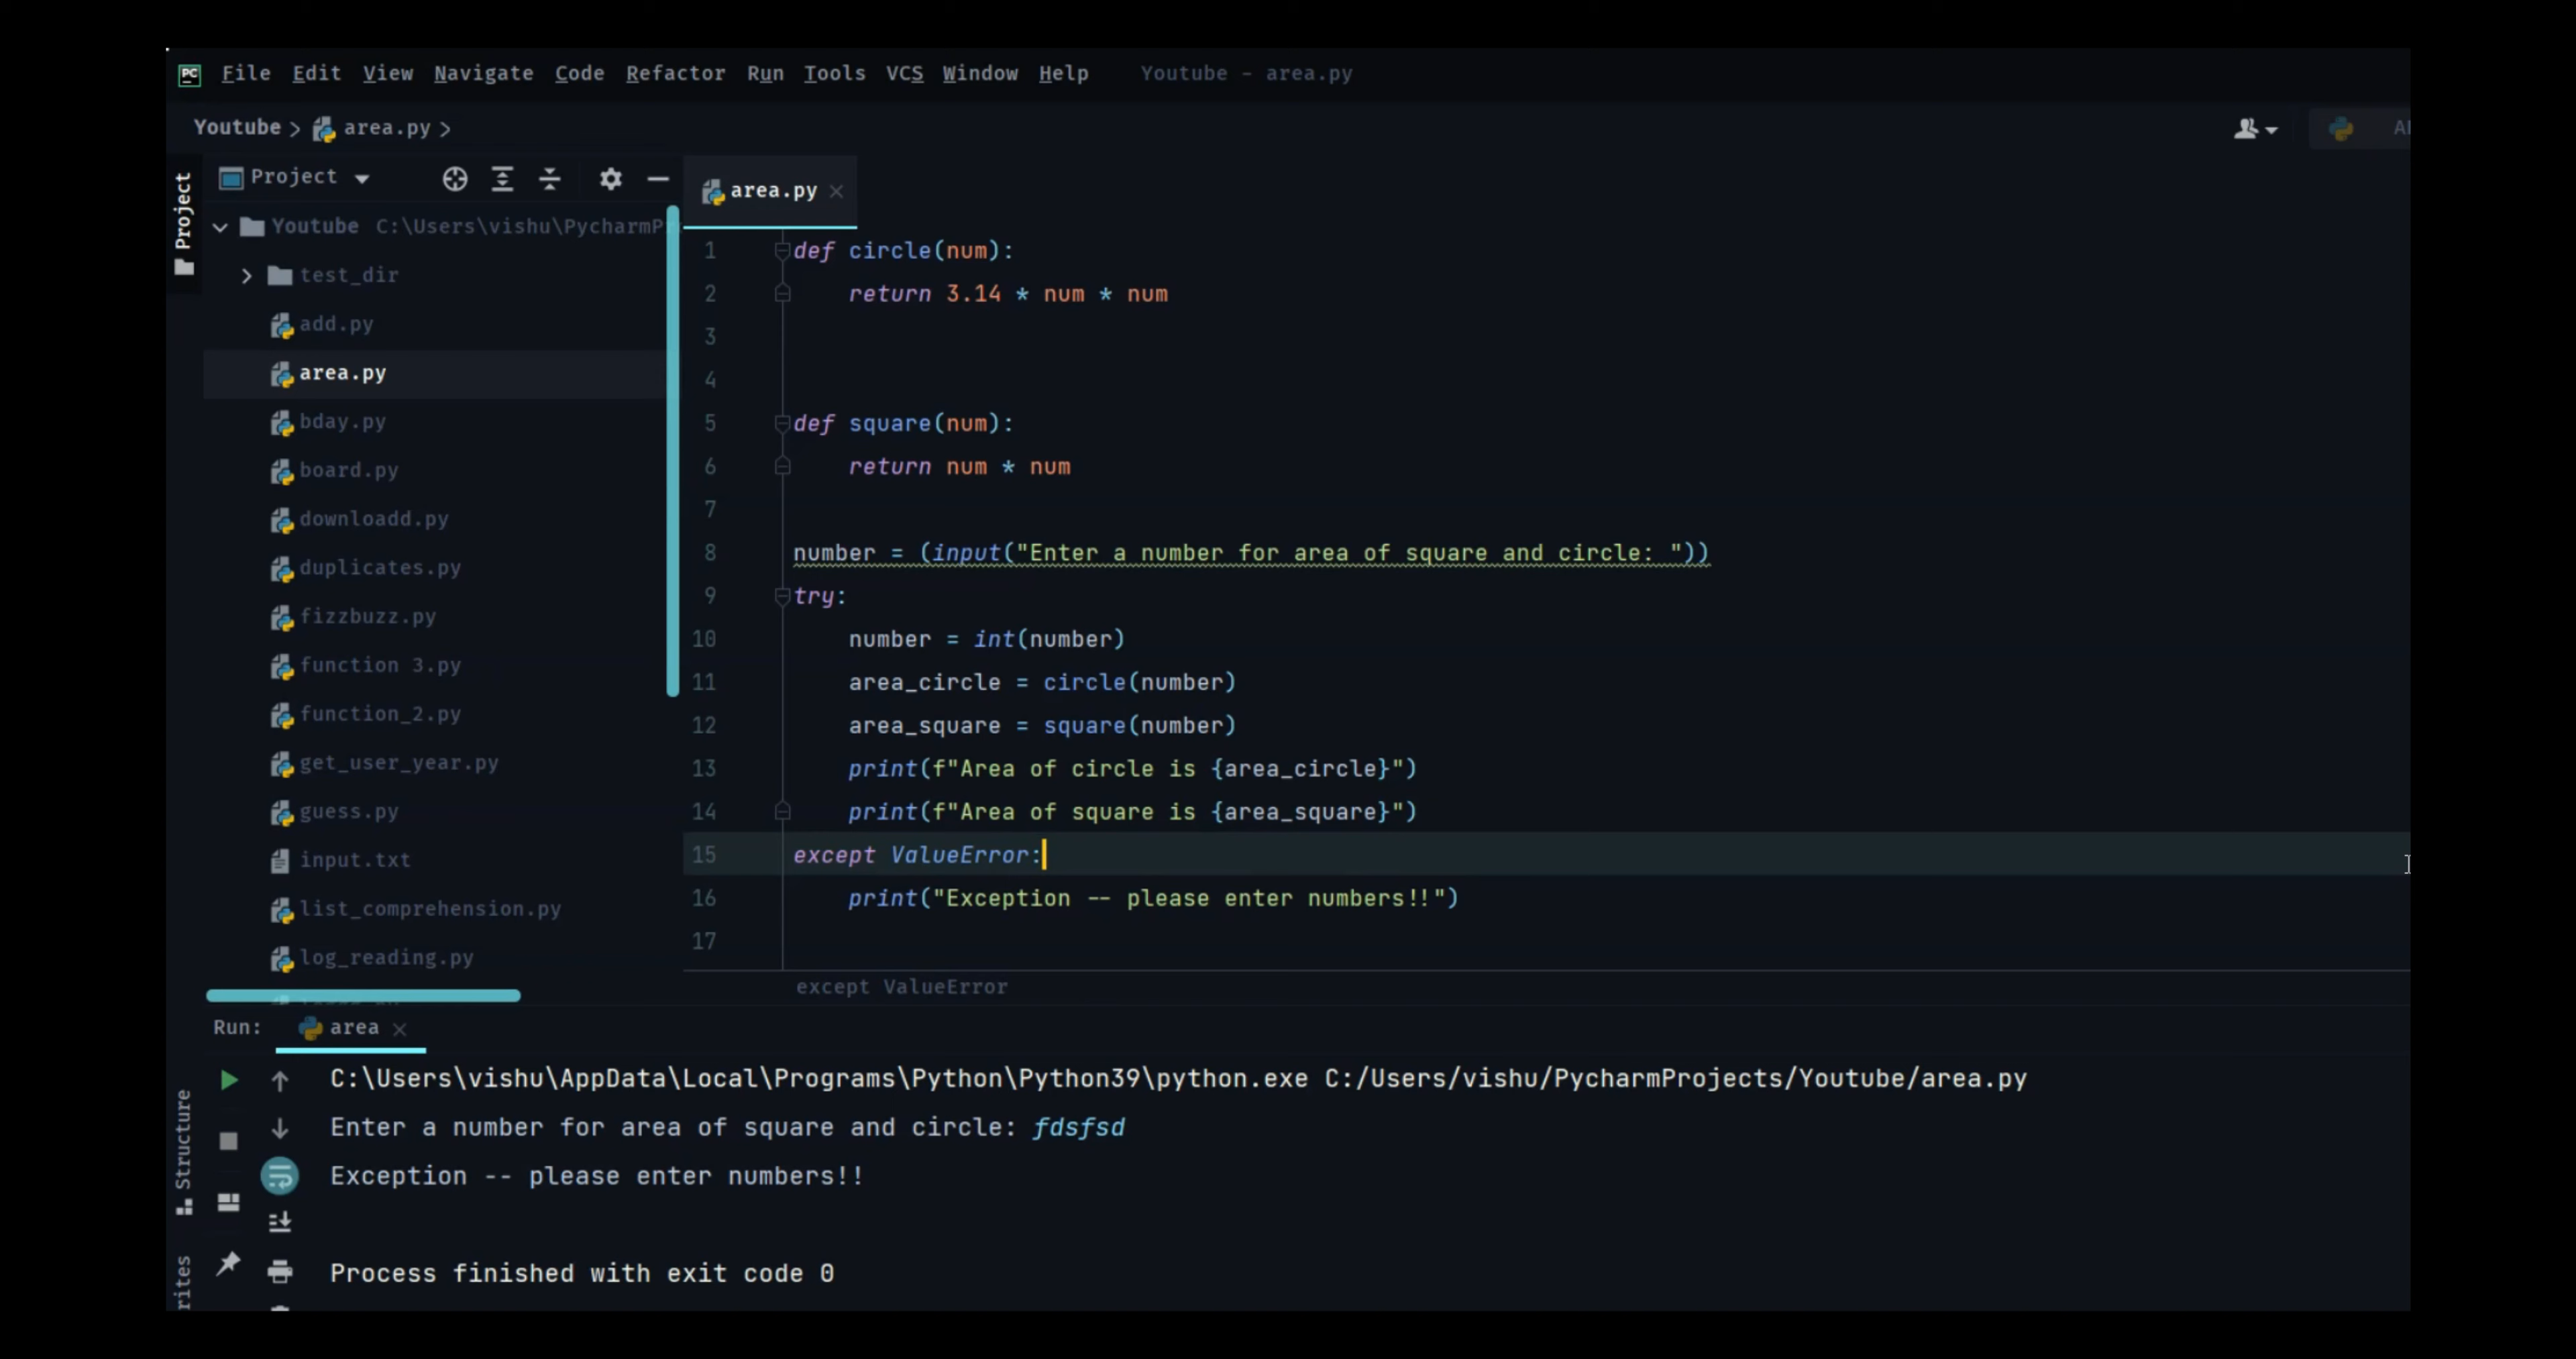 File Edit View Navigate Code Refactor Run Tools VCS Window Help Youtube - area.py
Youtube > area.py >
Project
Project
area.py
Youtube C:\Users\vishu\PycharmPr
test_dir
add.py
area.py
bday.py
board.py
downloadd.py
duplicates.py
fizzbuzz.py
function 3.py
function_2.py
get_user_year.py
guess.py
input.txt
list_comprehension.py
log_reading.py
1 def circle(num):
2     return 3.14 * num * num
3
4
5 def square(num):
6     return num * num
7
8 number = (input("Enter a number for area of square and circle: "))
9 try:
10     number = int(number)
11     area_circle = circle(number)
12     area_square = square(number)
13     print(f"Area of circle is {area_circle}")
14     print(f"Area of square is {area_square}")
15 except ValueError:
16     print("Exception -- please enter numbers!!")
17
except ValueError
Run: area
Structure
C:\Users\vishu\AppData\Local\Programs\Python\Python39\python.exe C:/Users/vishu/PycharmProjects/Youtube/area.py
Enter a number for area of square and circle: fdsfsd
Exception -- please enter numbers!!
Process finished with exit code 0